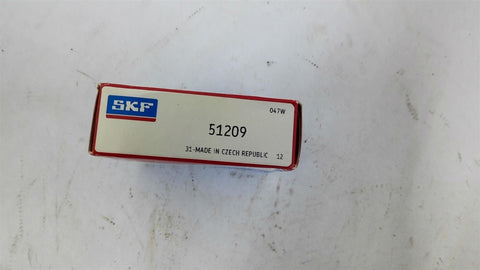 047W
SKF
51209
31-MADE IN CZECH REPUBLIC 12